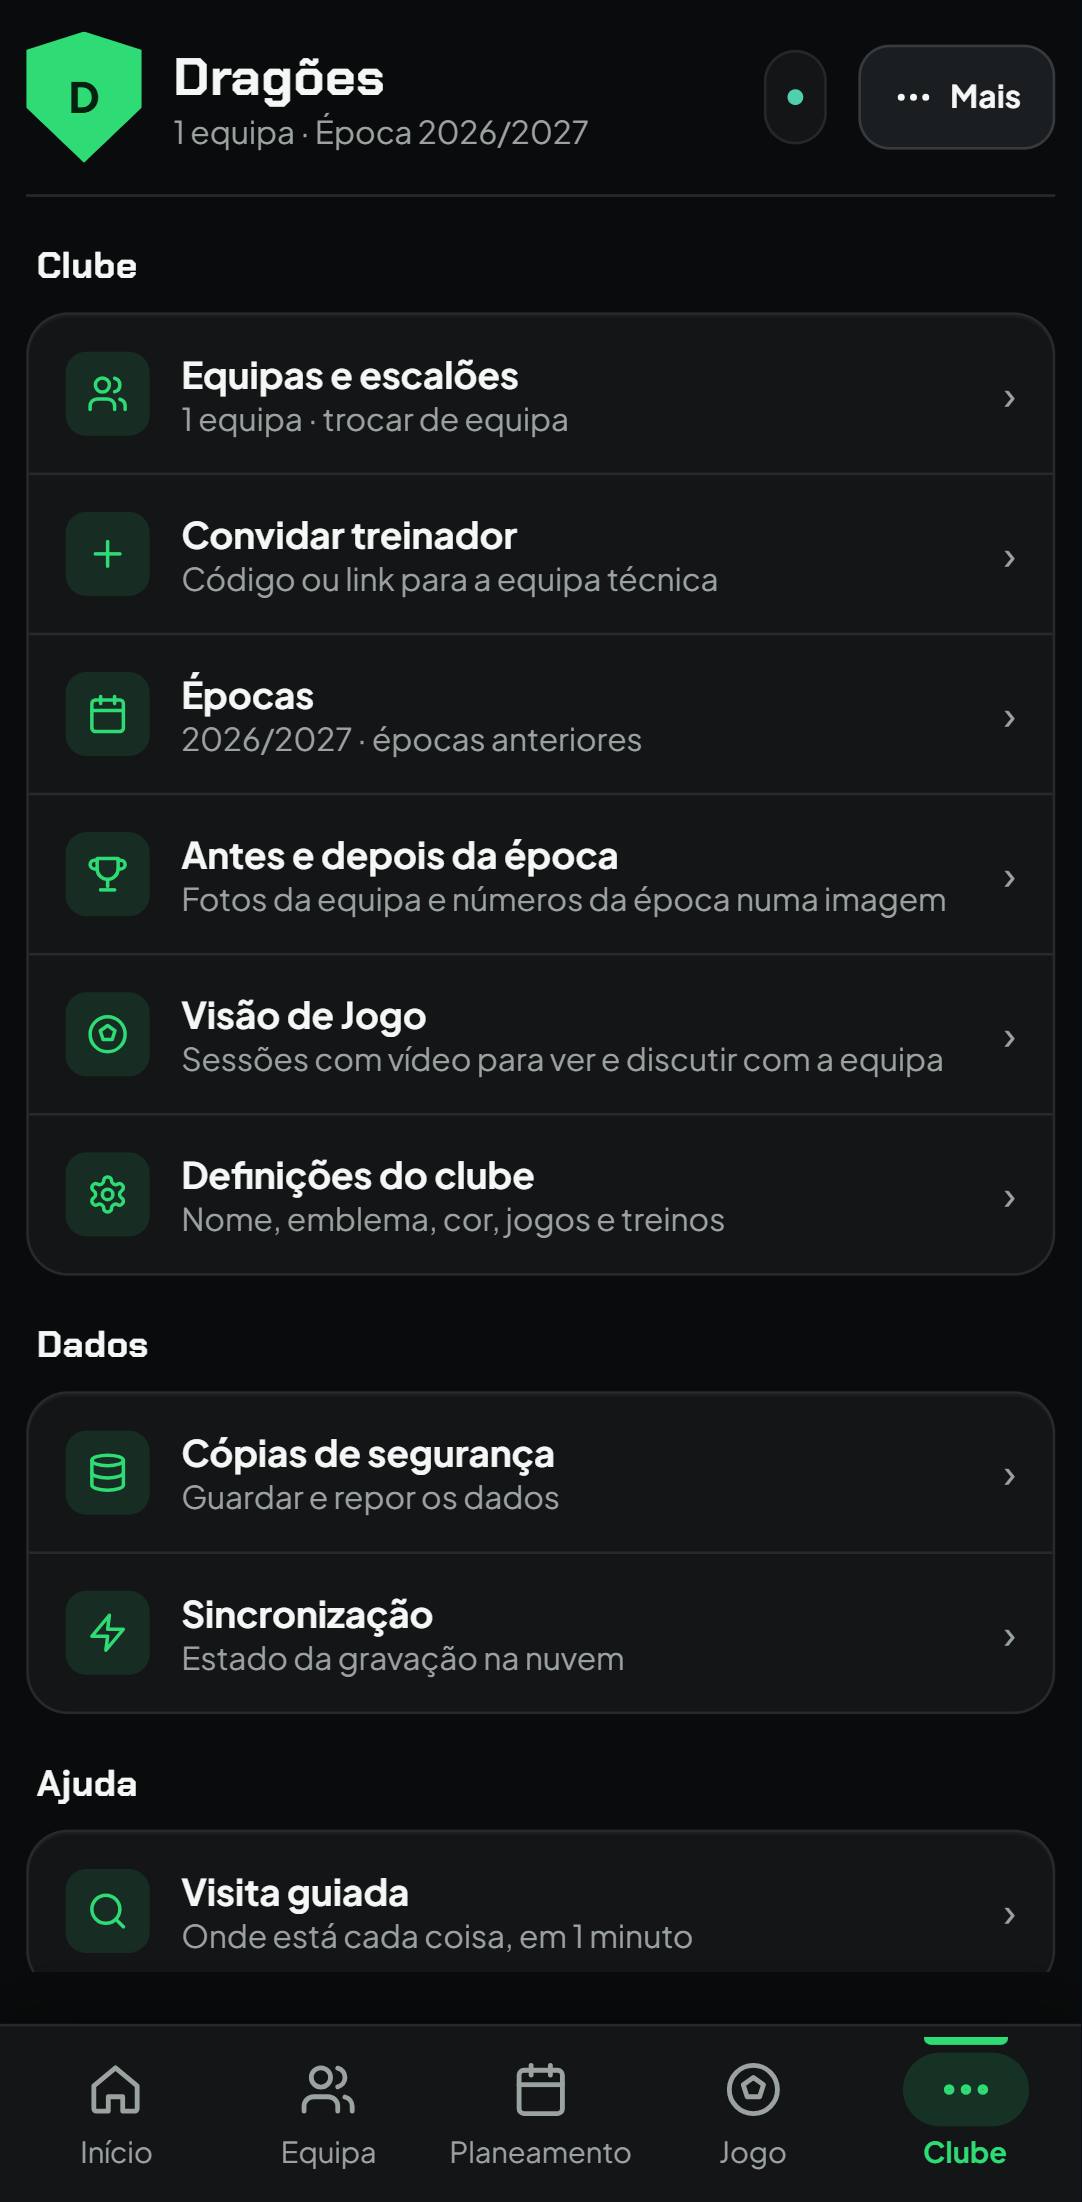 D
Dragões
1 equipa · Época 2026/2027
Mais
Clube
Equipas e escalões
1 equipa · trocar de equipa
Convidar treinador
Código ou link para a equipa técnica
Épocas
2026/2027 · épocas anteriores
Antes e depois da época
Fotos da equipa e números da época numa imagem
Visão de Jogo
Sessões com vídeo para ver e discutir com a equipa
Definições do clube
Nome, emblema, cor, jogos e treinos
Dados
Cópias de segurança
Guardar e repor os dados
Sincronização
Estado da gravação na nuvem
Ajuda
Visita guiada
Onde está cada coisa, em 1 minuto
Início
Equipa
Planeamento
Jogo
Clube